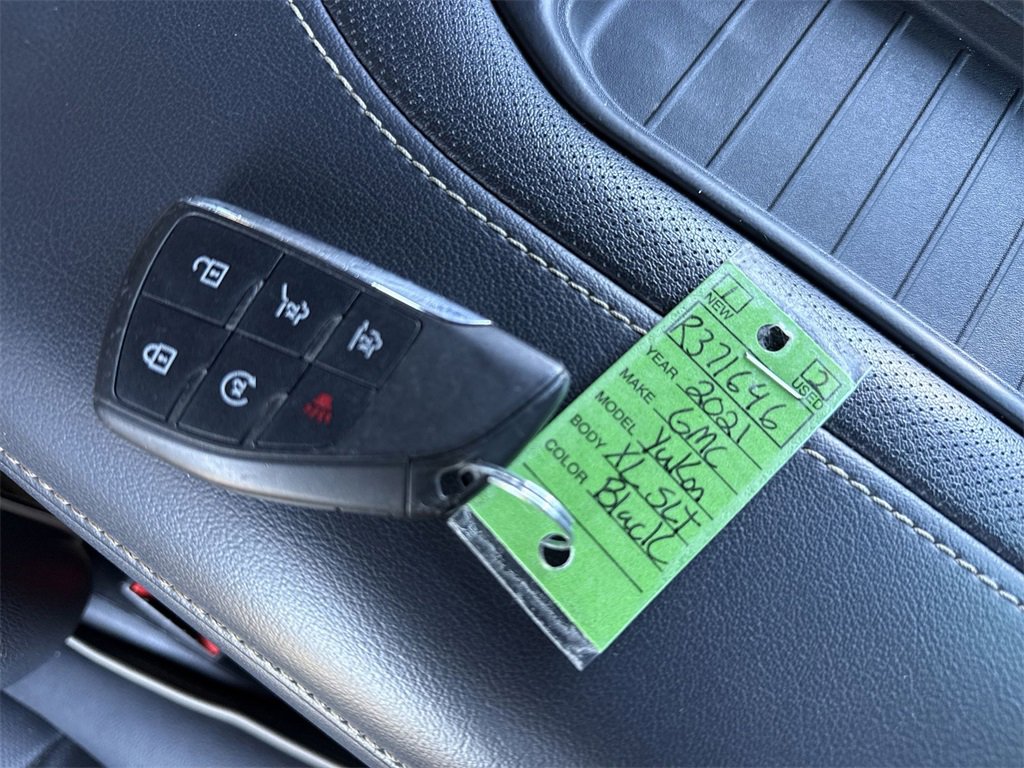 1 NEW
2 USED
R371646
YEAR 2021
MAKE GMC
MODEL Yukon
BODY XL SLT
COLOR Black